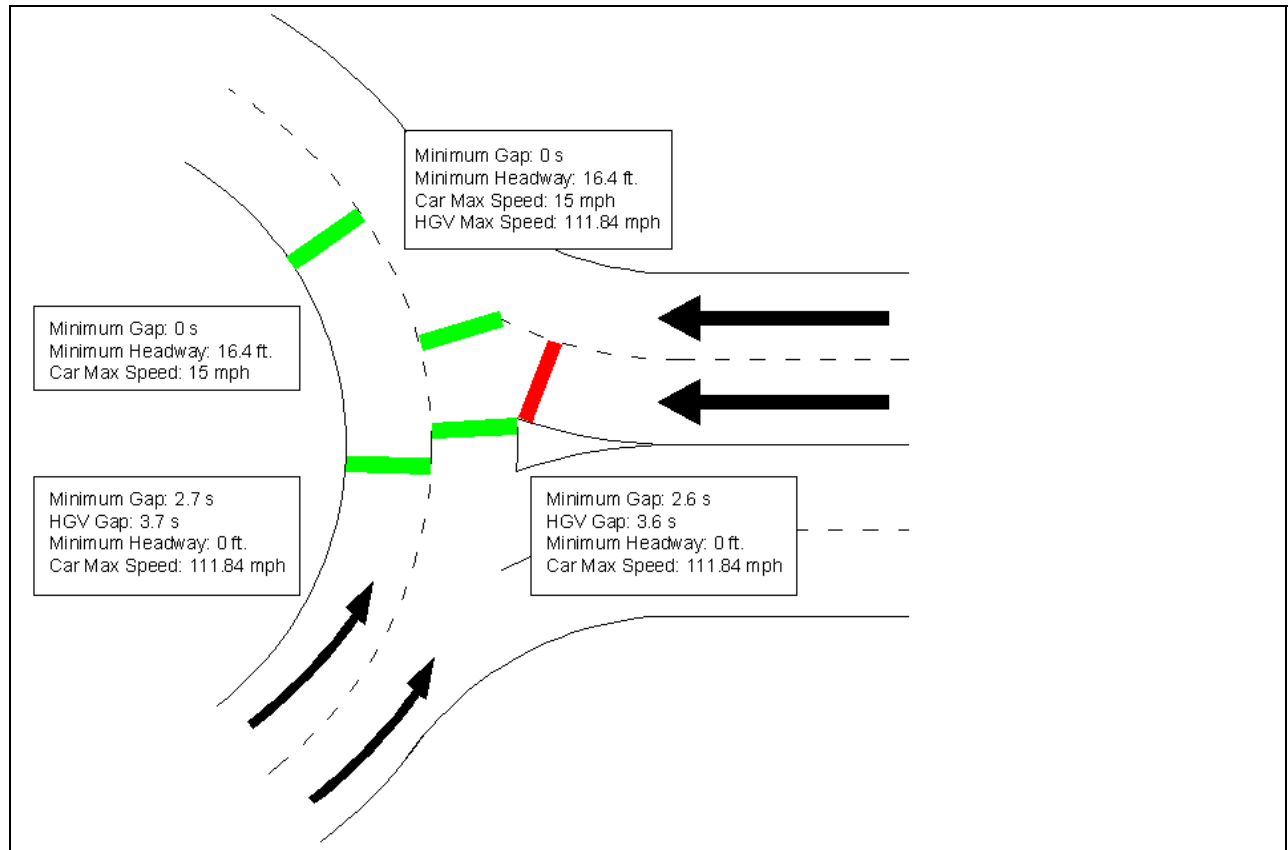 Minimum Gap: 0 s
Minimum Headway: 16.4 ft.
Car Max Speed: 15 mph
HGV Max Speed: 111.84 mph
Minimum Gap: 0 s
Minimum Headway: 16.4 ft.
Car Max Speed: 15 mph
Minimum Gap: 2.7 s
HGV Gap: 3.7 s
Minimum Headway: 0 ft.
Car Max Speed: 111.84 mph
Minimum Gap: 2.6 s
HGV Gap: 3.6 s
Minimum Headway: 0 ft.
Car Max Speed: 111.84 mph